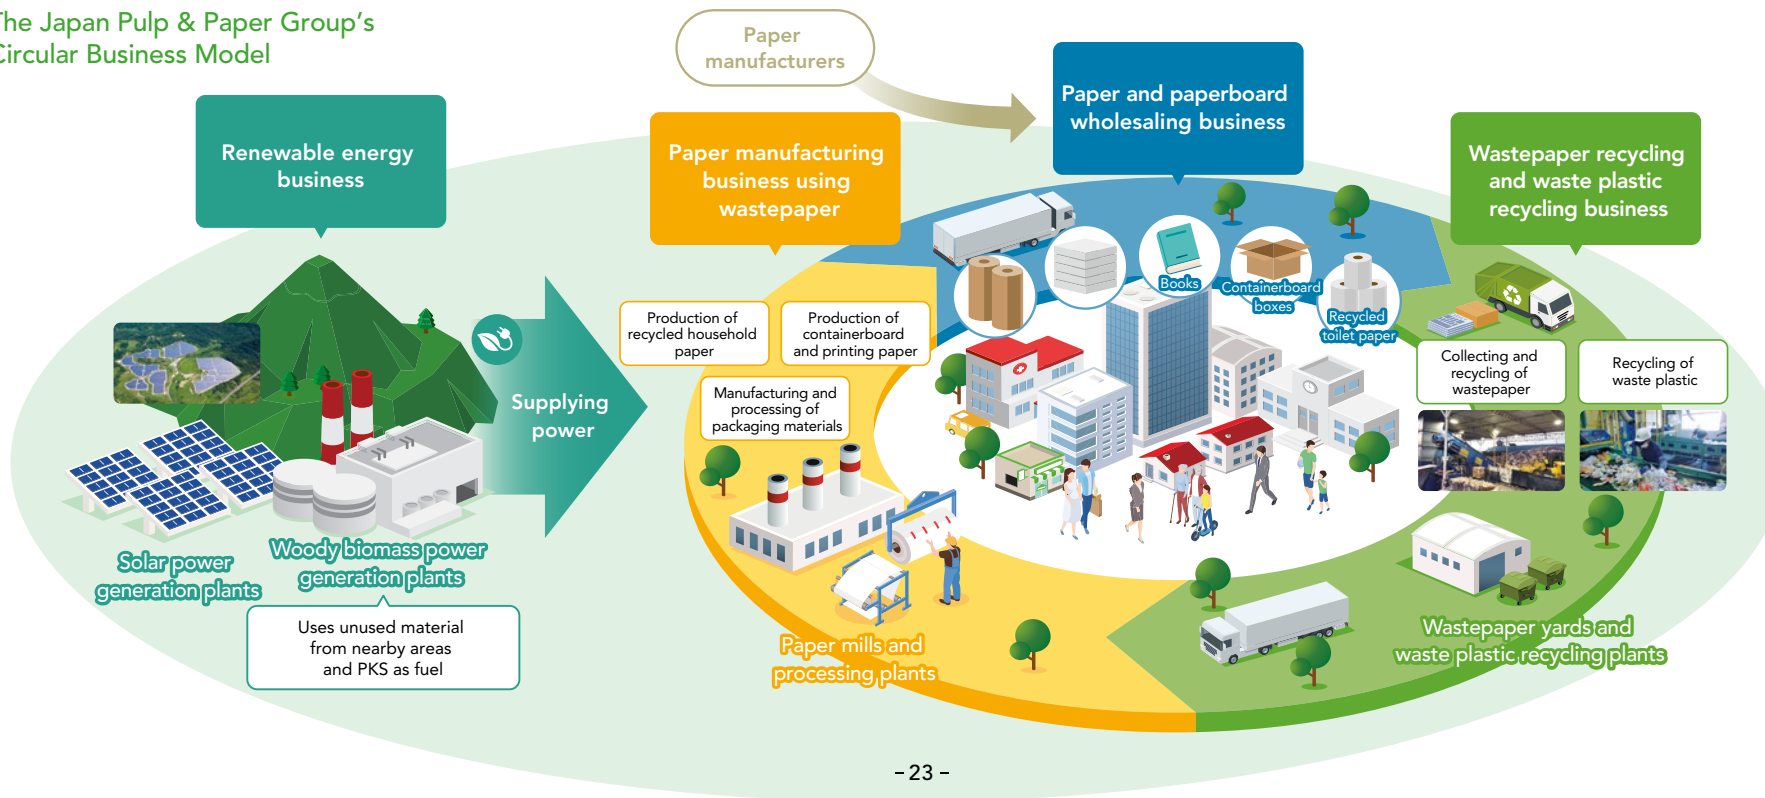 The Japan Pulp & Paper Group's
Circular Business Model
Paper
manufacturers
Paper and paperboard
wholesaling business
Renewable energy
business
Paper manufacturing
business using
wastepaper
Wastepaper recycling
and waste plastic
recycling business
Books
Containerboard
boxes
Recycled
toilet paper
Production of
recycled household
paper
Production of
containerboard
and printing paper
Manufacturing and
processing of
packaging materials
Collecting and
recycling of
wastepaper
Recycling of
waste plastic
Supplying
power
Solar power
generation plants
Woody biomass power
generation plants
Uses unused material
from nearby areas
and PKS as fuel
Paper mills and
processing plants
Wastepaper yards and
waste plastic recycling plants
– 23 –